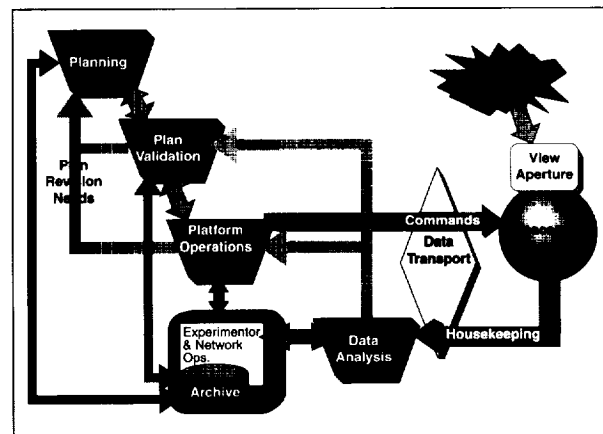 Planning
Plan
Validation
View
Aperture
Plan
Revision
Needs
Platform
Operations
Commands
Data
Transport
Experimentor
& Network
Ops.
Archive
Data
Analysis
Housekeeping